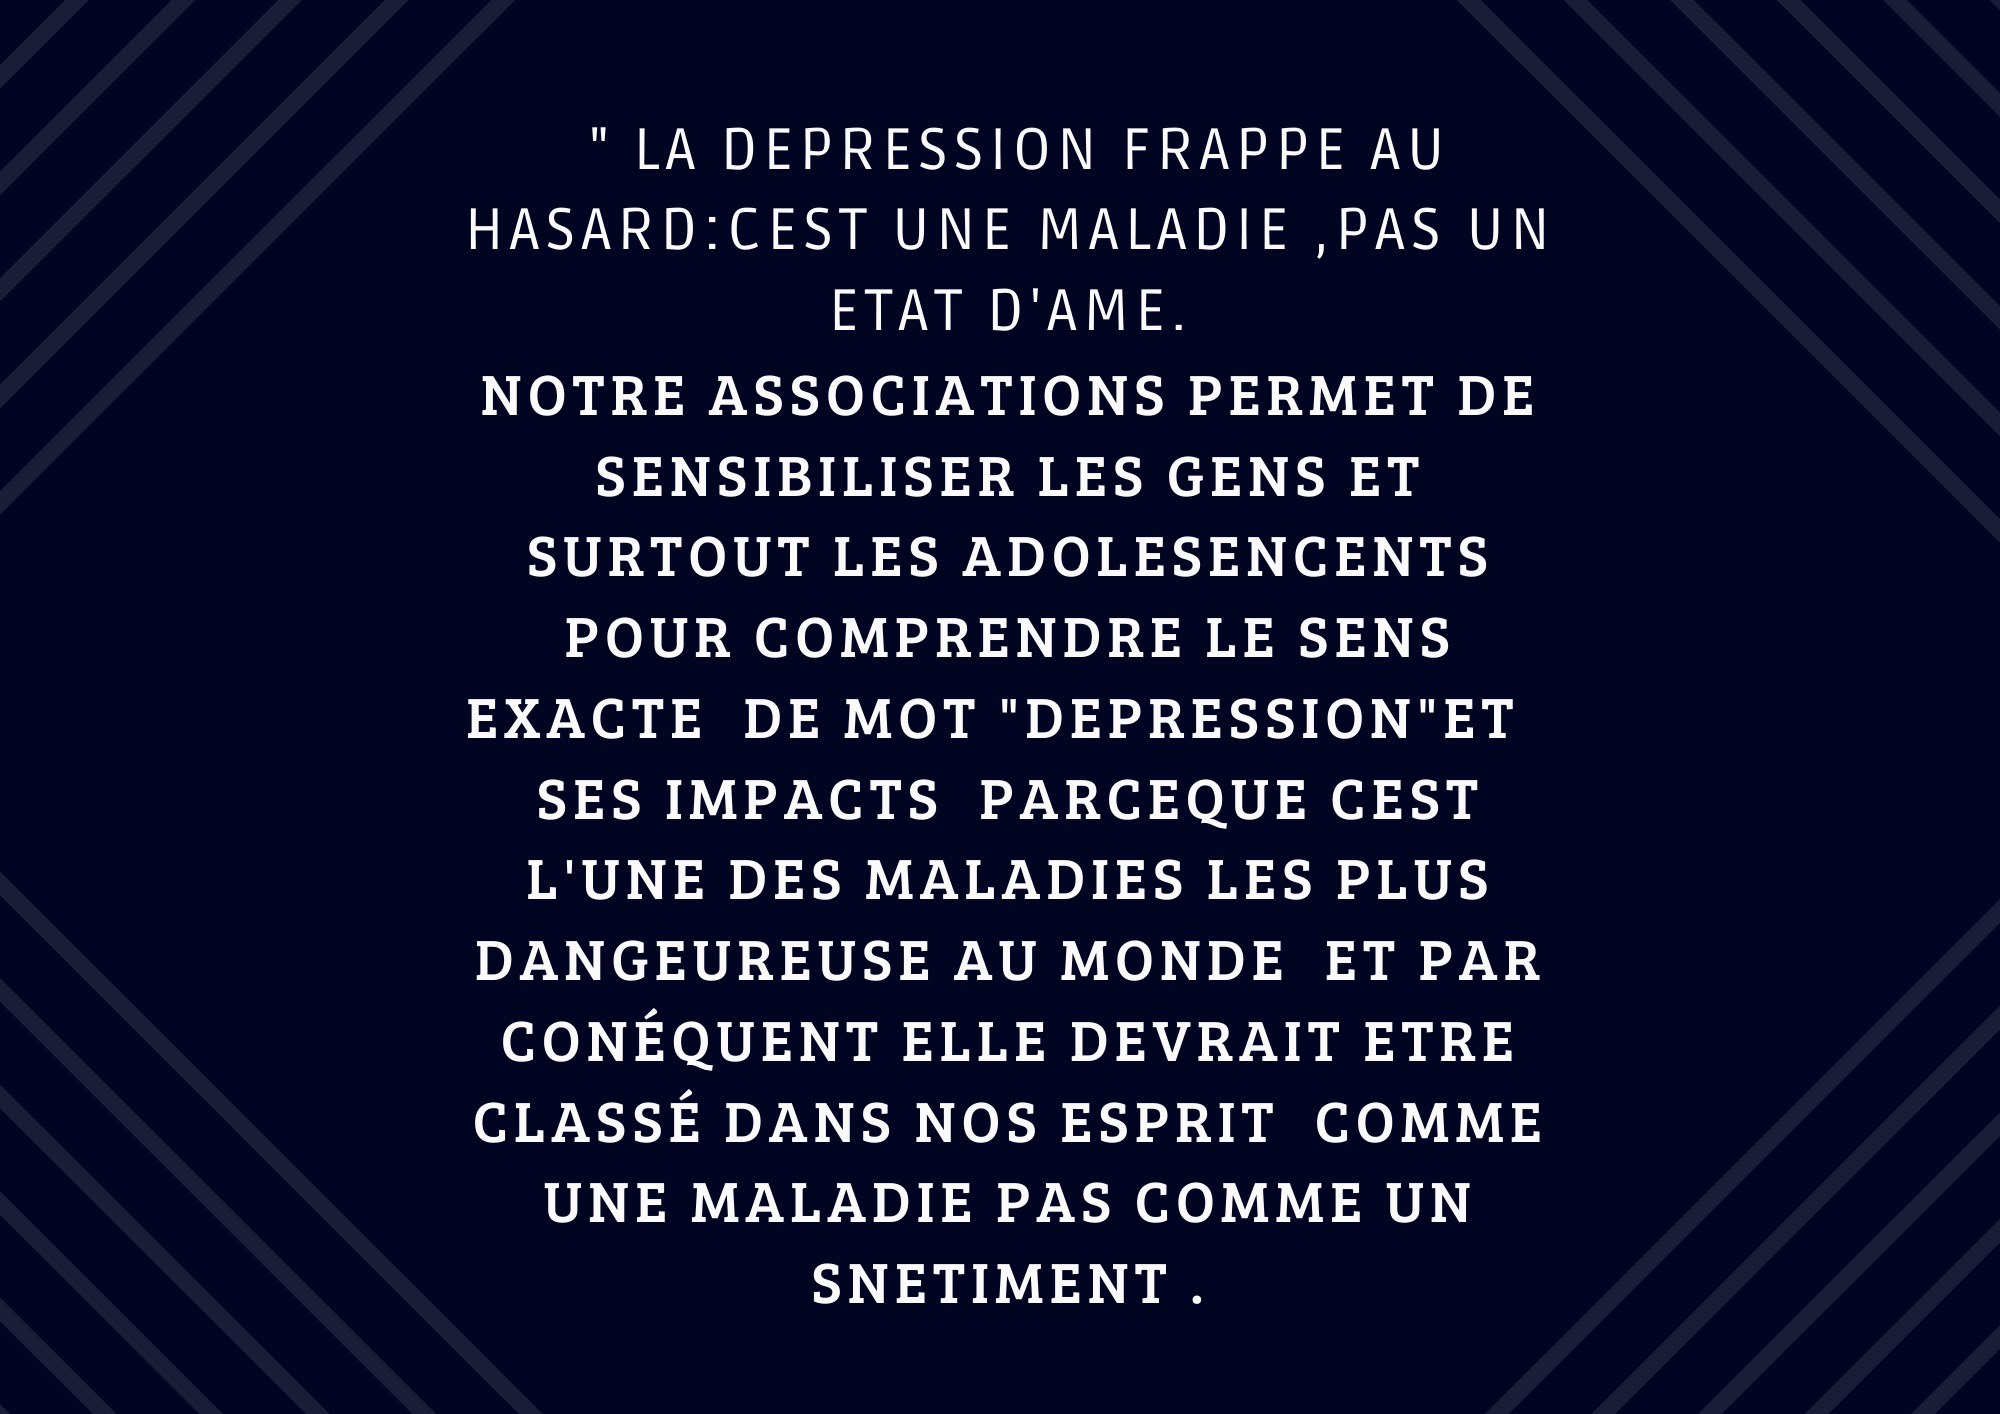 " LA DEPRESSION FRAPPE AU
HASARD:CEST UNE MALADIE ,PAS UN
ETAT D'AME.
NOTRE ASSOCIATIONS PERMET DE
SENSIBILISER LES GENS ET
SURTOUT LES ADOLESENCENTS
POUR COMPRENDRE LE SENS
EXACTE  DE MOT "DEPRESSION"ET
SES IMPACTS  PARCEQUE CEST
L'UNE DES MALADIES LES PLUS
DANGEUREUSE AU MONDE  ET PAR
CONÉQUENT ELLE DEVRAIT ETRE
CLASSÉ DANS NOS ESPRIT  COMME
UNE MALADIE PAS COMME UN
SNETIMENT .